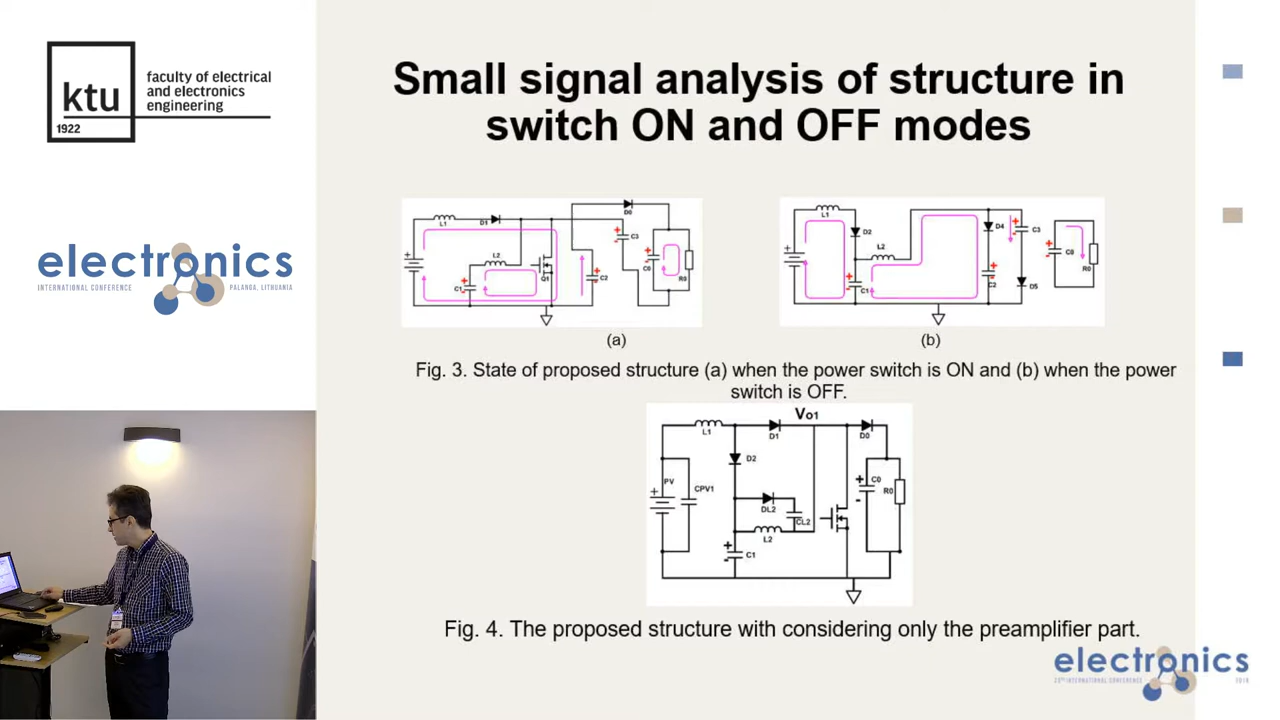 ktu
1922
faculty of electrical
and electronics
engineering
electronics
INTERNATIONAL CONFERENCE
PALANGA, LITHUANIA
Small signal analysis of structure in
switch ON and OFF modes
L1
D1
D0
L2
C1
Q1
C2
C3
C0
R0
(a)
L1
D2
L2
C1
D4
C2
C3
D5
C0
R0
(b)
Fig. 3. State of proposed structure (a) when the power switch is ON and (b) when the power
switch is OFF.
Vo1
L1
D1
D0
D2
PV
CPV1
DL2
CL2
L2
C1
C0
R0
Fig. 4. The proposed structure with considering only the preamplifier part.
electronics
INTERNATIONAL CONFERENCE